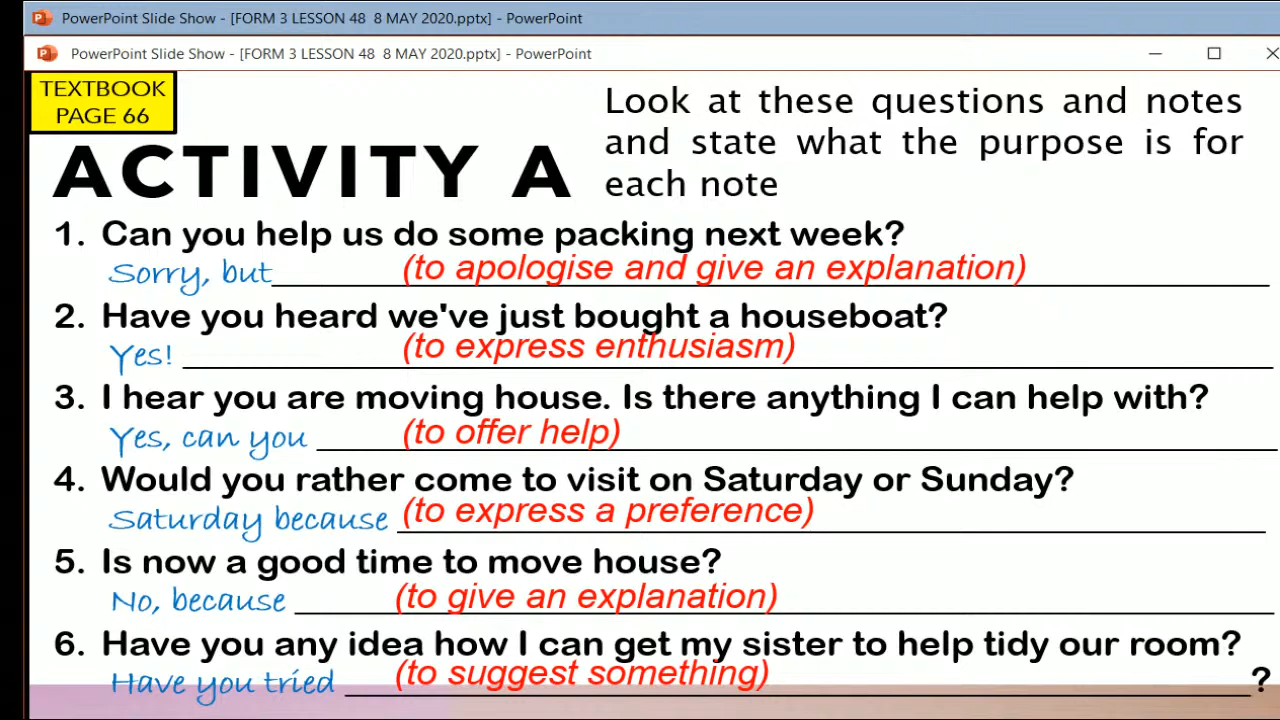 PowerPoint Slide Show - [FORM 3 LESSON 48 8 MAY 2020.pptx] - PowerPoint
PowerPoint Slide Show - [FORM 3 LESSON 48 8 MAY 2020.pptx] - PowerPoint
TEXTBOOK
PAGE 66
ACTIVITY A
Look at these questions and notes
and state what the purpose is for
each note
1. Can you help us do some packing next week?
Sorry, but (to apologise and give an explanation)
2. Have you heard we've just bought a houseboat?
Yes! (to express enthusiasm)
3. I hear you are moving house. Is there anything I can help with?
Yes, can you (to offer help)
4. Would you rather come to visit on Saturday or Sunday?
Saturday because (to express a preference)
5. Is now a good time to move house?
No, because (to give an explanation)
6. Have you any idea how I can get my sister to help tidy our room?
Have you tried (to suggest something) ?